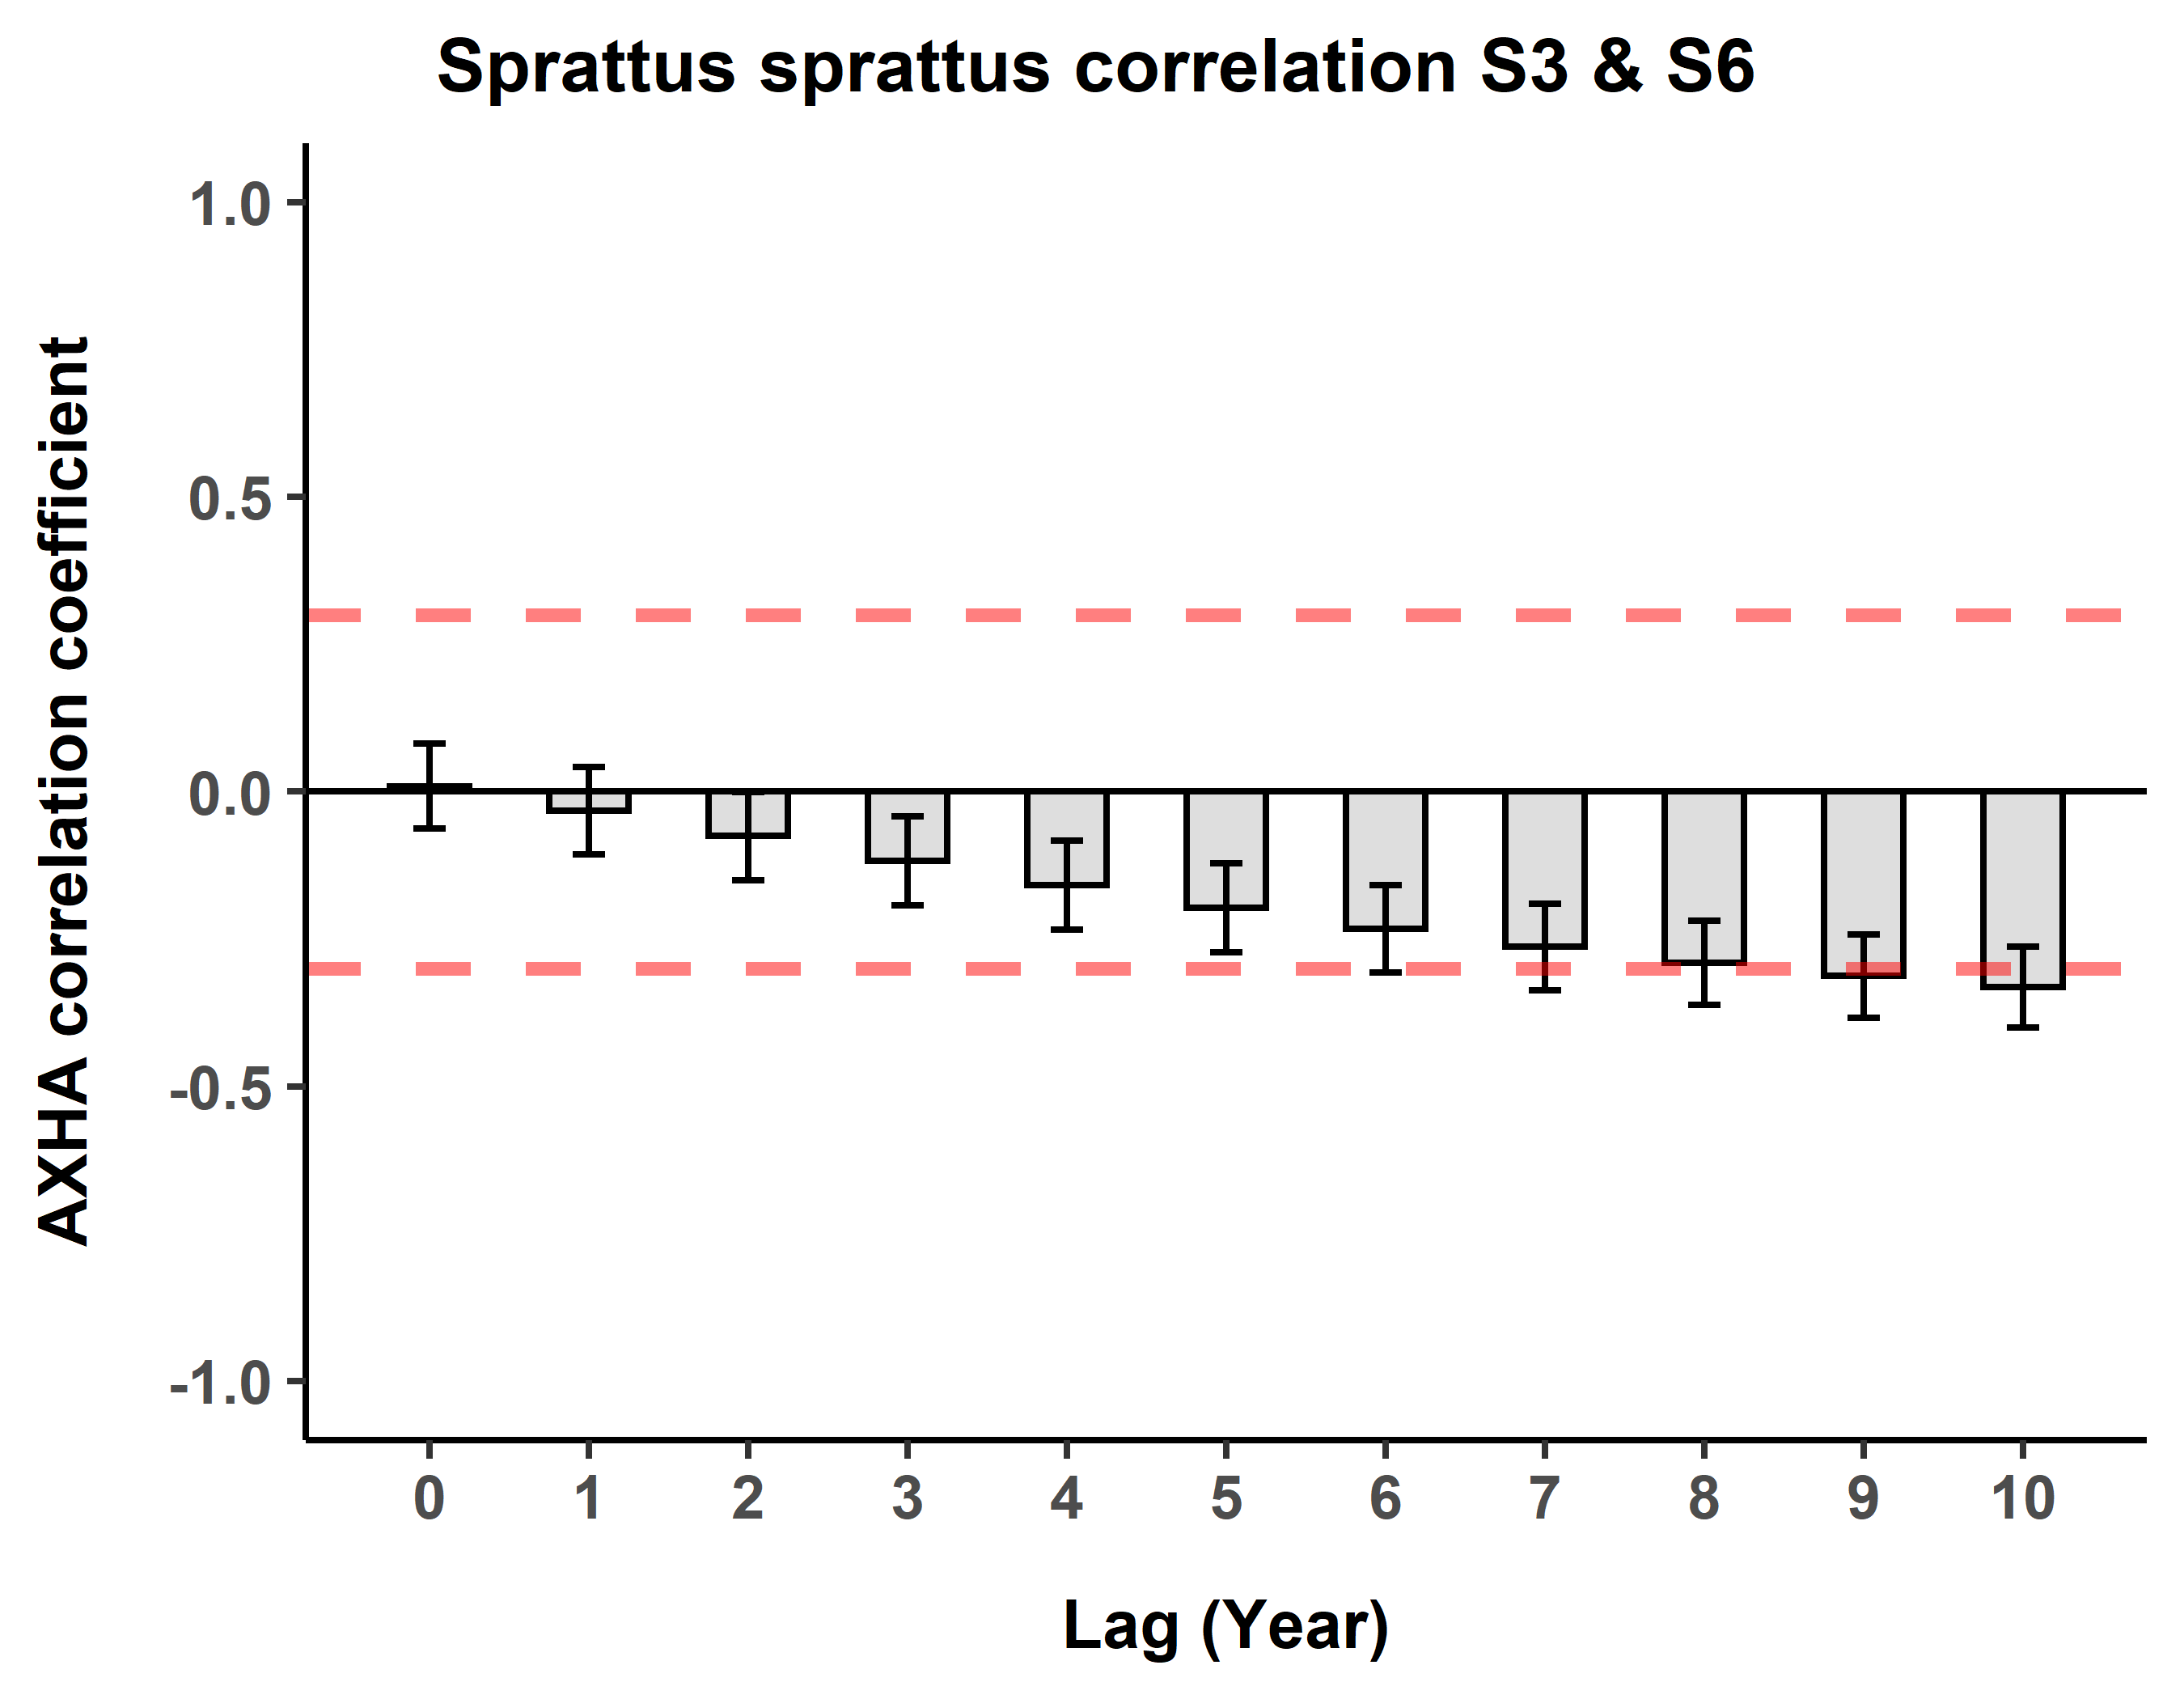 Sprattus sprattus correlation S3 & S6
AXHA correlation coefficient
1.0
0.5
0.0
-0.5
-1.0
0 1 2 3 4 5 6 7 8 9 10
Lag (Year)